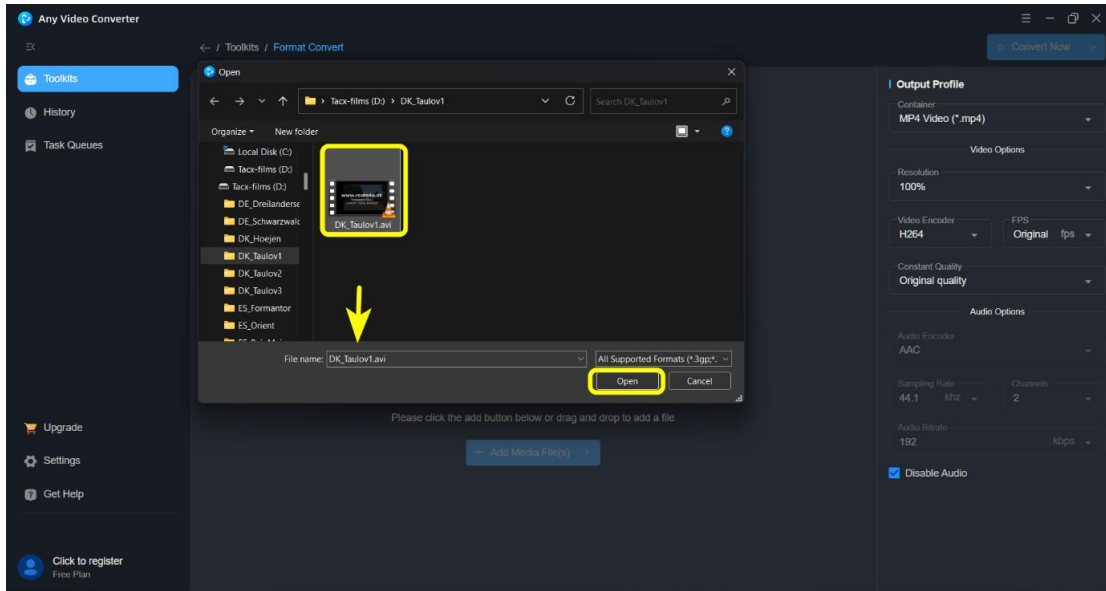 Any Video Converter
← / Toolkits / Format Convert
Convert Now
Toolkits
History
Task Queues
Upgrade
Settings
Get Help
Click to register
Free Plan
Open
Tacx-films (D:) > DK_Taulov1
Search DK_Taulov1
Organize
New folder
Local Disk (C:)
Tacx-films (D:)
Tacx-films (D:)
DE_Dreilanderse
DE_Schwarzwalc
DK_Hoejen
DK_Taulov1
DK_Taulov2
DK_Taulov3
ES_Formantor
ES_Orient
DK_Taulov1.avi
File name: DK_Taulov1.avi
All Supported Formats (*.3gp;*.
Open
Cancel
Please click the add button below or drag and drop to add a file
+ Add Media File(s)
Output Profile
Container
MP4 Video (*.mp4)
Video Options
Resolution
100%
Video Encoder
H264
FPS
Original fps
Constant Quality
Original quality
Audio Options
Audio Encoder
AAC
Sampling Rate
44.1 khz
Channels
2
Audio Bitrate
192 kbps
Disable Audio